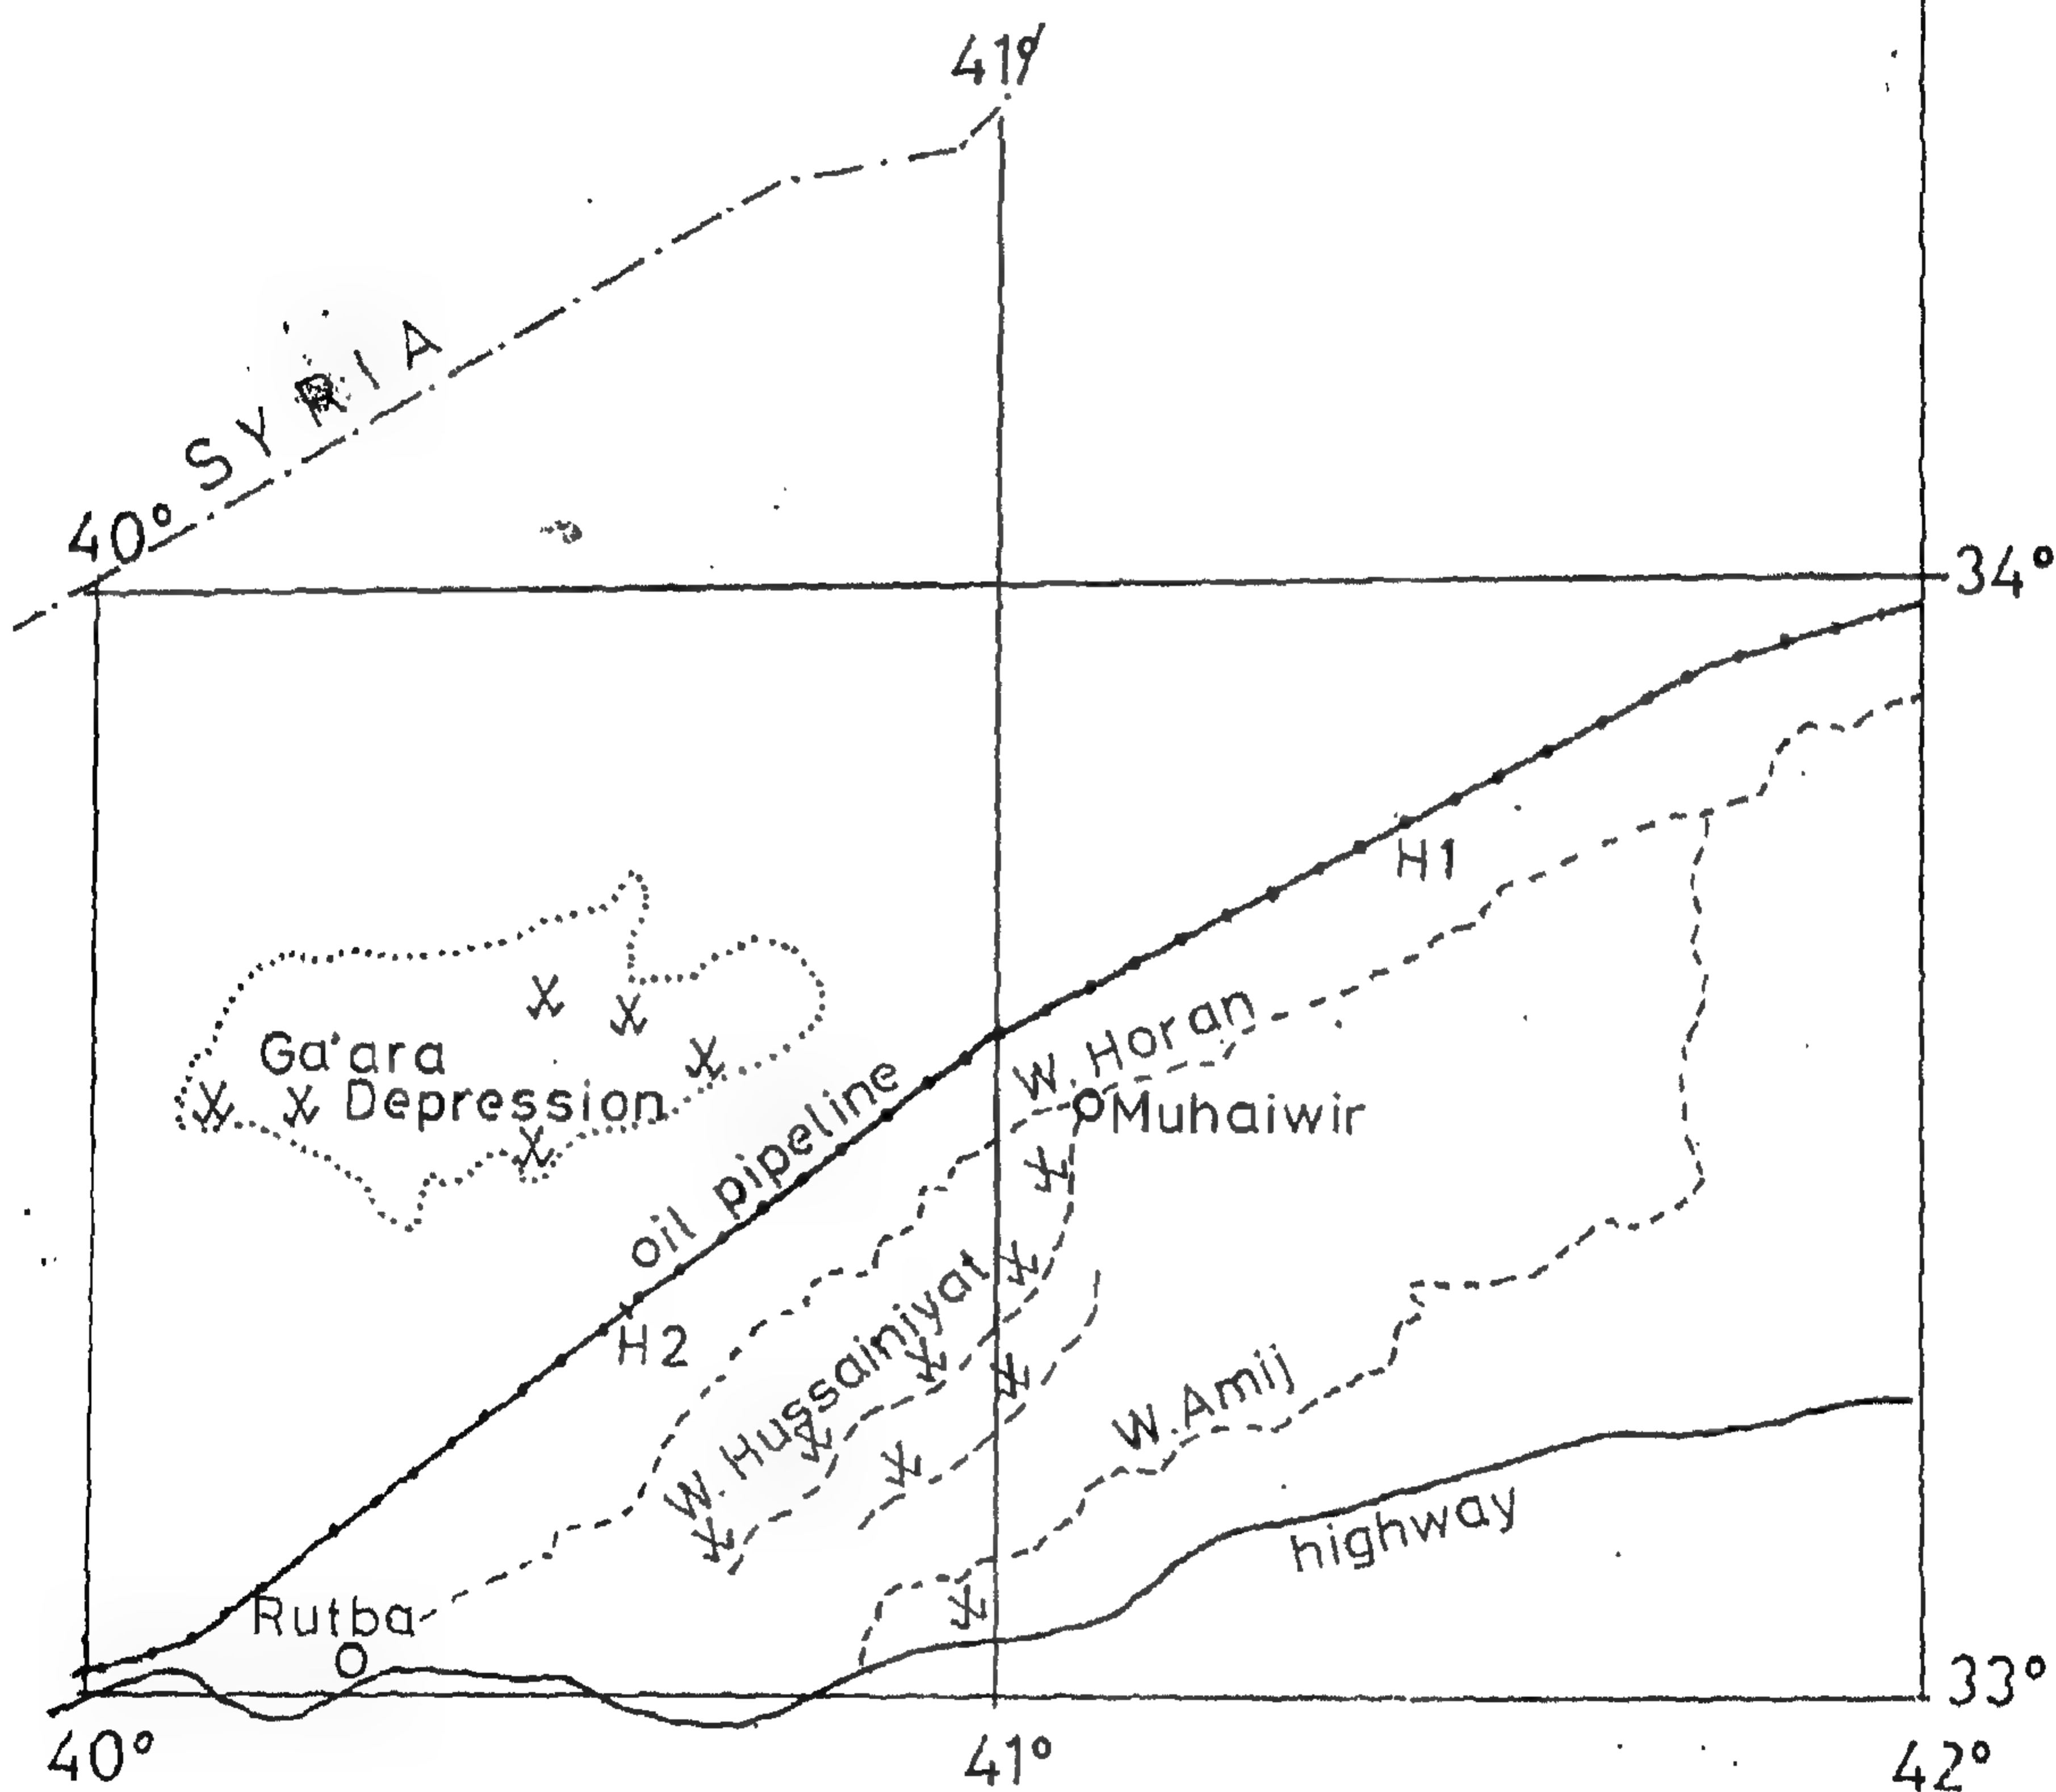 41°
SYRIA
40°
34°
H1
W. Horan
Ga'ara
Depression
Muhaiwir
oil pipeline
H2
W. Hussainiyat
W. Amij
highway
Rutba
33°
40°
41°
42°